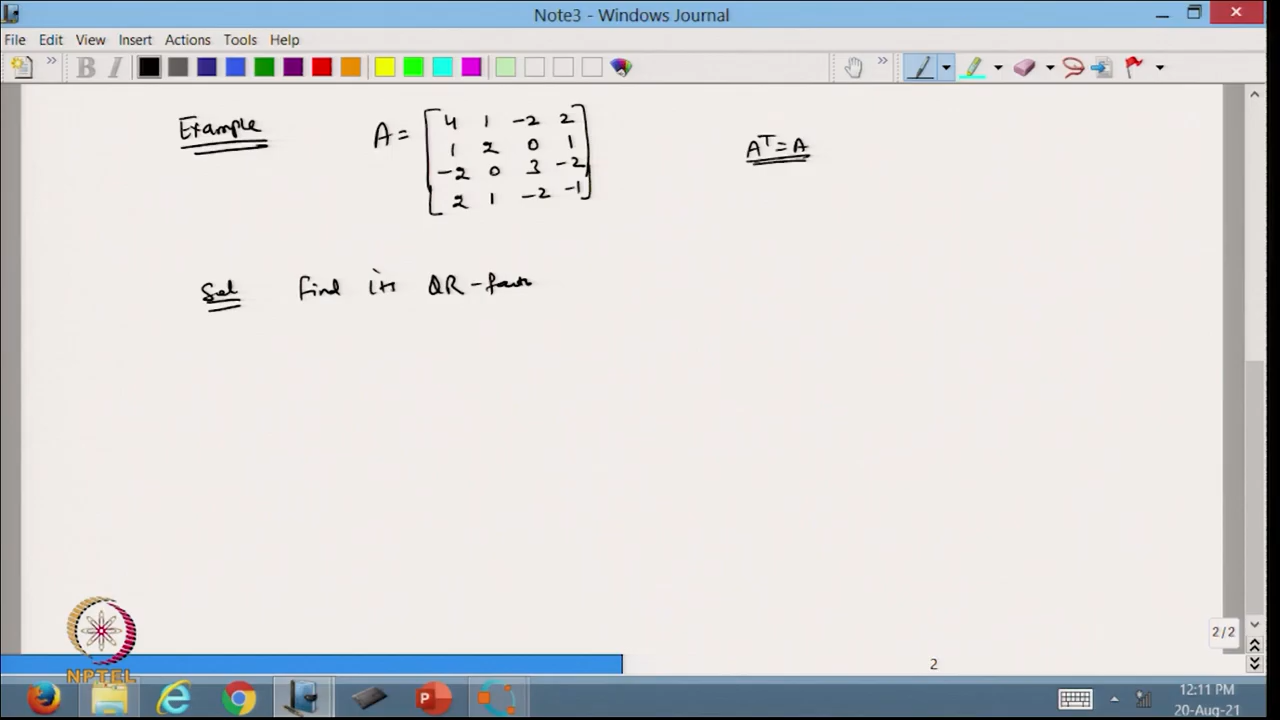 Note3 - Windows Journal
File Edit View Insert Actions Tools Help
Example A = [4 1 -2 2
1 2 0 1
-2 0 3 -2
2 1 -2 -1]
Aᵀ = A
Sol Find its QR-fact
2/2
2
NPTEL
12:11 PM
20-Aug-21